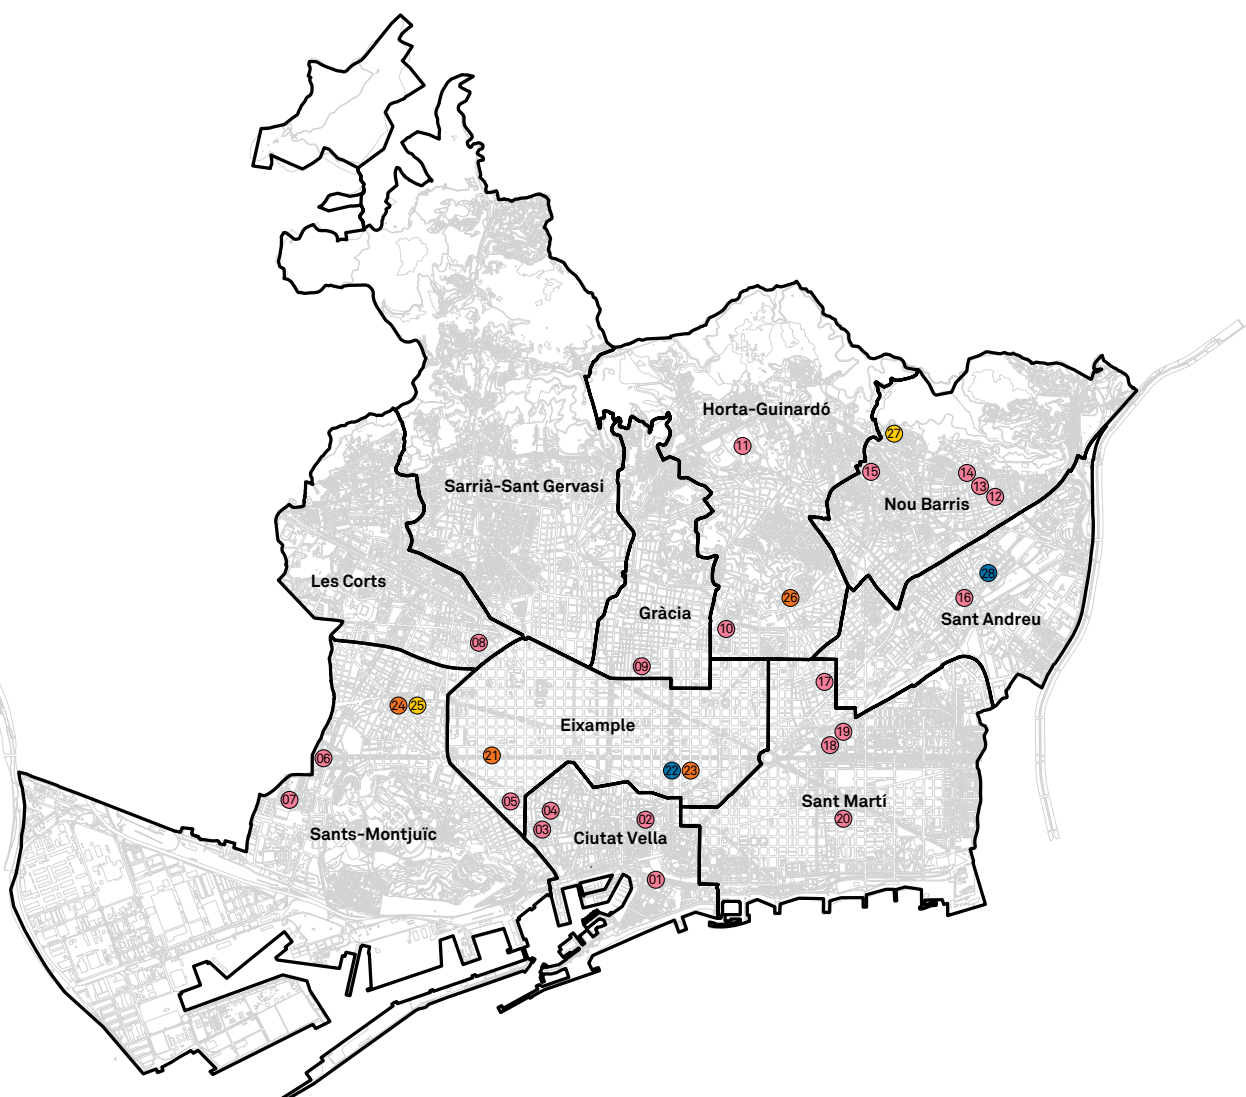 Horta-Guinardó
27
11
15
14
13
12
Sarrià-Sant Gervasi
Nou Barris
28
Les Corts
26
16
Gràcia
Sant Andreu
10
08
09
17
24
25
Eixample
19
18
21
06
22
23
07
05
04
Sant Martí
02
20
03
Sants-Montjuïc
Ciutat Vella
01